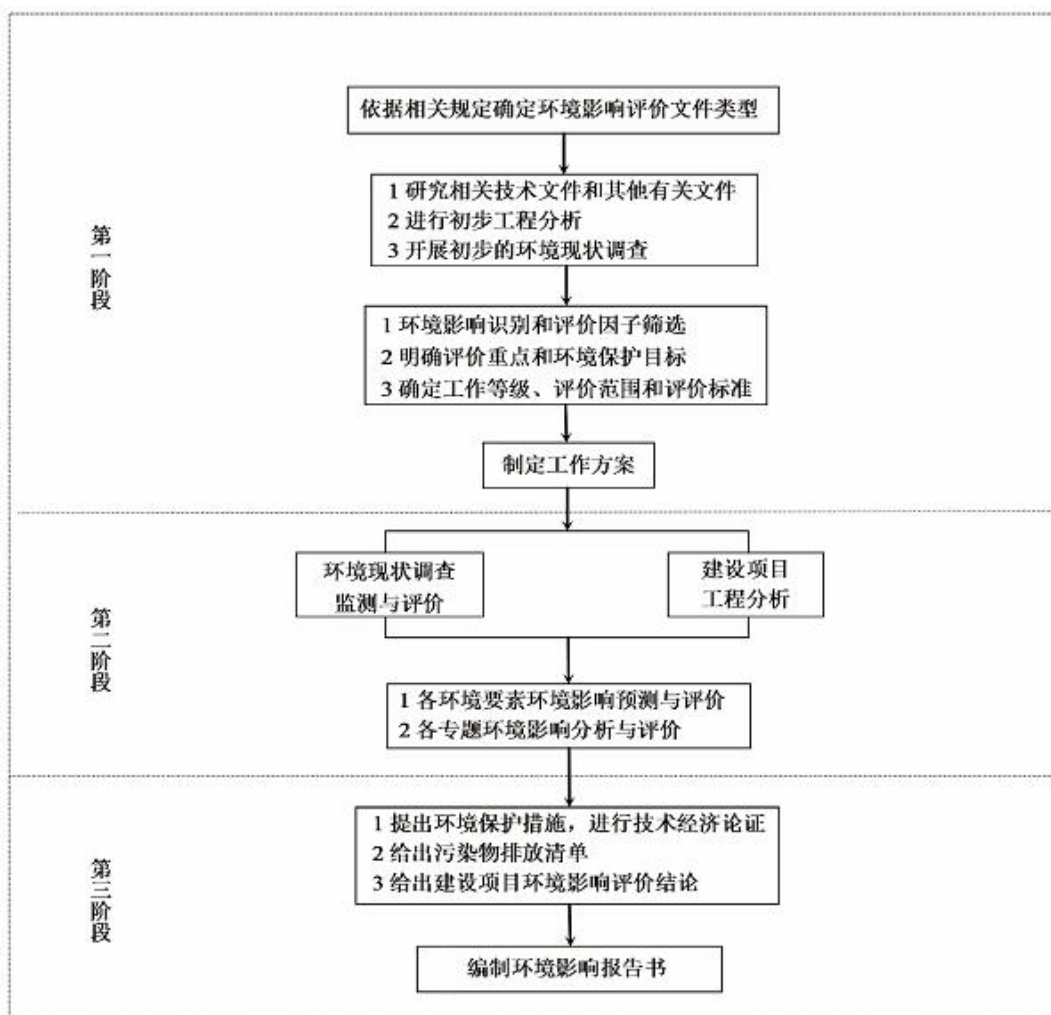 依据相关规定确定环境影响评价文件类型
1 研究相关技术文件和其他有关文件
2 进行初步工程分析
3 开展初步的环境现状调查
第一阶段
1 环境影响识别和评价因子筛选
2 明确评价重点和环境保护目标
3 确定工作等级、评价范围和评价标准
制定工作方案
环境现状调查
监测与评价
建设项目
工程分析
第二阶段
1 各环境要素环境影响预测与评价
2 各专题环境影响分析与评价
1 提出环境保护措施，进行技术经济论证
2 给出污染物排放清单
3 给出建设项目环境影响评价结论
第三阶段
编制环境影响报告书